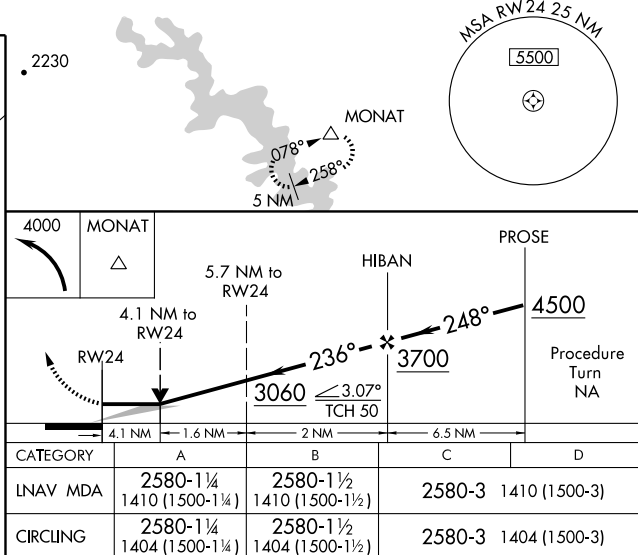 MSA RW24 25 NM
5500
2230
MONAT
078°
258°
5 NM
4000
MONAT
PROSE
HIBAN
5.7 NM to
RW24
4.1 NM to
RW24
RW24
4500
248°
236°
3700
3060
3.07°
TCH 50
Procedure
Turn
NA
4.1 NM
1.6 NM
2 NM
6.5 NM
CATEGORY A B C D
LNAV MDA 2580-1¼ 2580-1½ 2580-3 1410 (1500-3)
1410 (1500-1¼) 1410 (1500-1½)
CIRCLING 2580-1¼ 2580-1½ 2580-3 1404 (1500-3)
1404 (1500-1¼) 1404 (1500-1½)